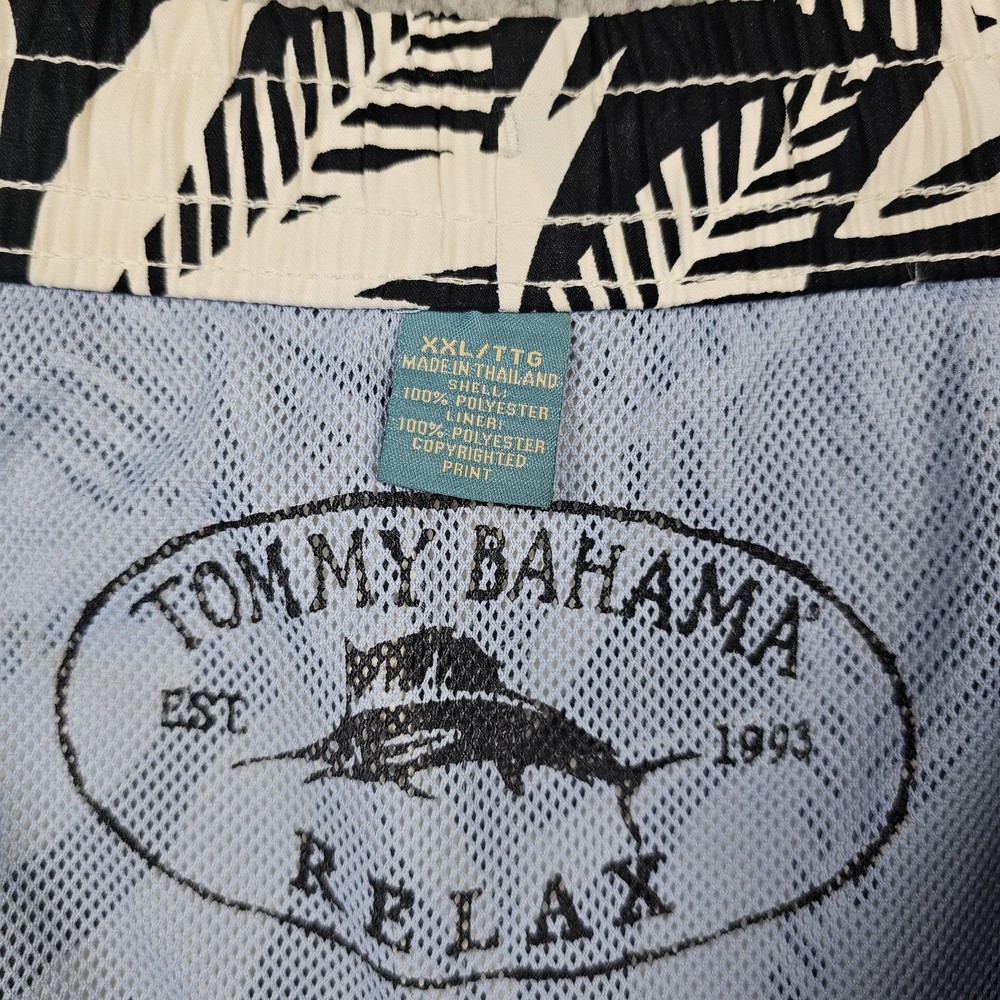 XXL/TTG
MADE IN THAILAND
SHELL:
100% POLYESTER
LINER:
100% POLYESTER
COPYRIGHTED
PRINT
TOMMY BAHAMA®
EST. 1993
RELAX